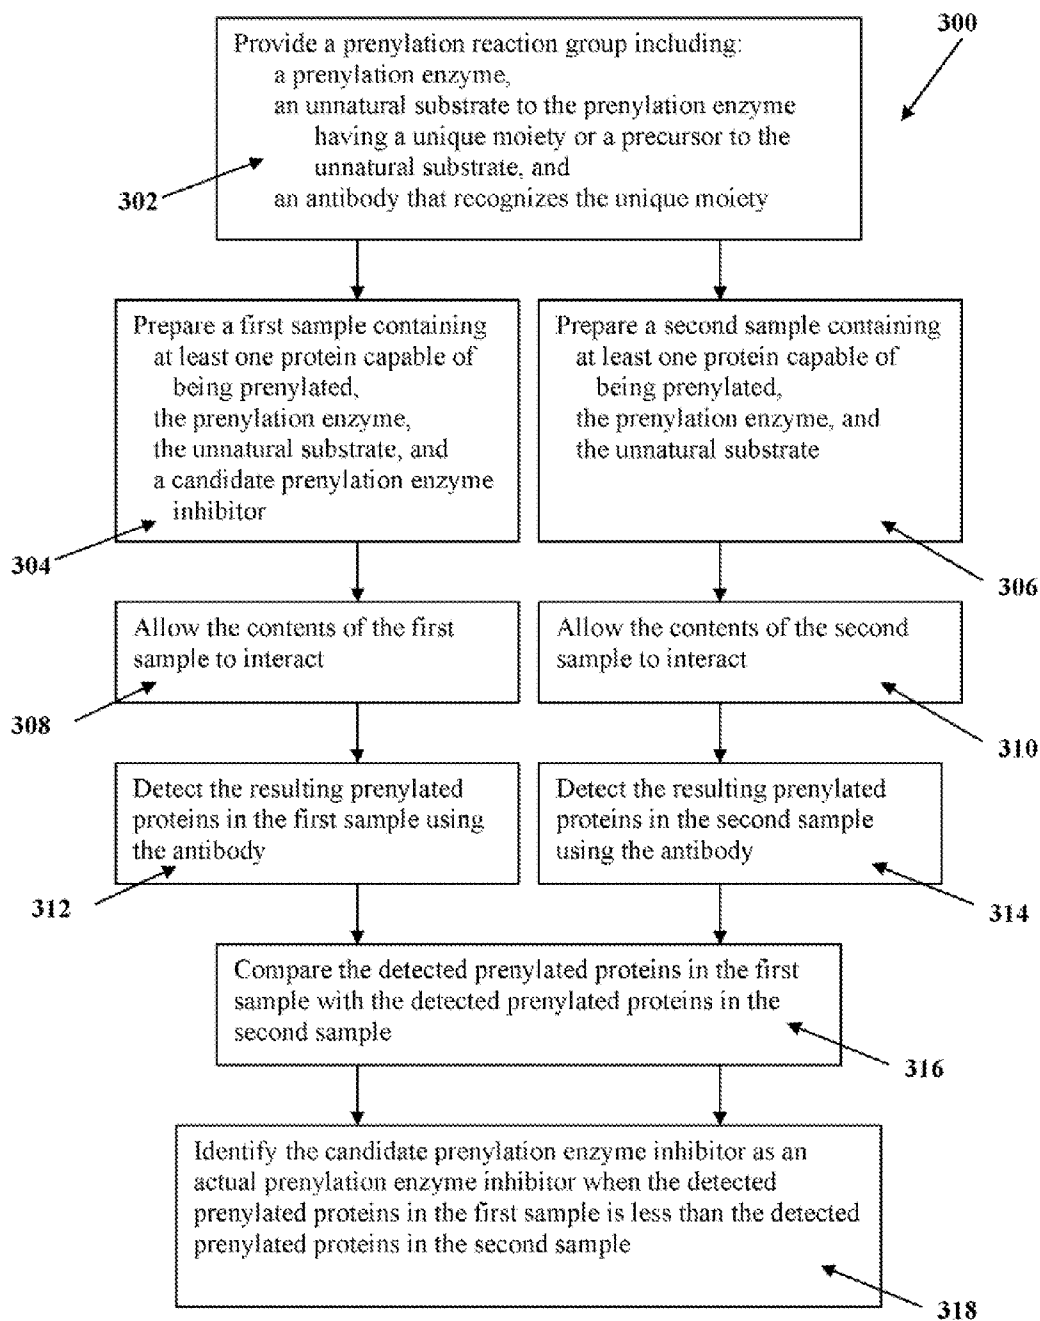 300
Provide a prenylation reaction group including:
a prenylation enzyme,
an unnatural substrate to the prenylation enzyme
having a unique moiety or a precursor to the
unnatural substrate, and
an antibody that recognizes the unique moiety
302
Prepare a first sample containing
at least one protein capable of
being prenylated,
the prenylation enzyme,
the unnatural substrate, and
a candidate prenylation enzyme
inhibitor
304
Prepare a second sample containing
at least one protein capable of
being prenylated,
the prenylation enzyme, and
the unnatural substrate
306
Allow the contents of the first
sample to interact
308
Allow the contents of the second
sample to interact
310
Detect the resulting prenylated
proteins in the first sample using
the antibody
312
Detect the resulting prenylated
proteins in the second sample
using the antibody
314
Compare the detected prenylated proteins in the first
sample with the detected prenylated proteins in the
second sample
316
Identify the candidate prenylation enzyme inhibitor as an
actual prenylation enzyme inhibitor when the detected
prenylated proteins in the first sample is less than the detected
prenylated proteins in the second sample
318